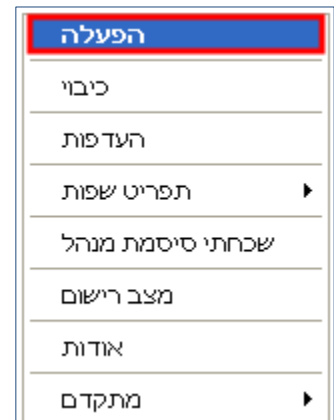 הפעלה
כיבוי
העדפות
תפריט שפות
שכחתי סיסמת מנהל
מצב רישום
אודות
מתקדם